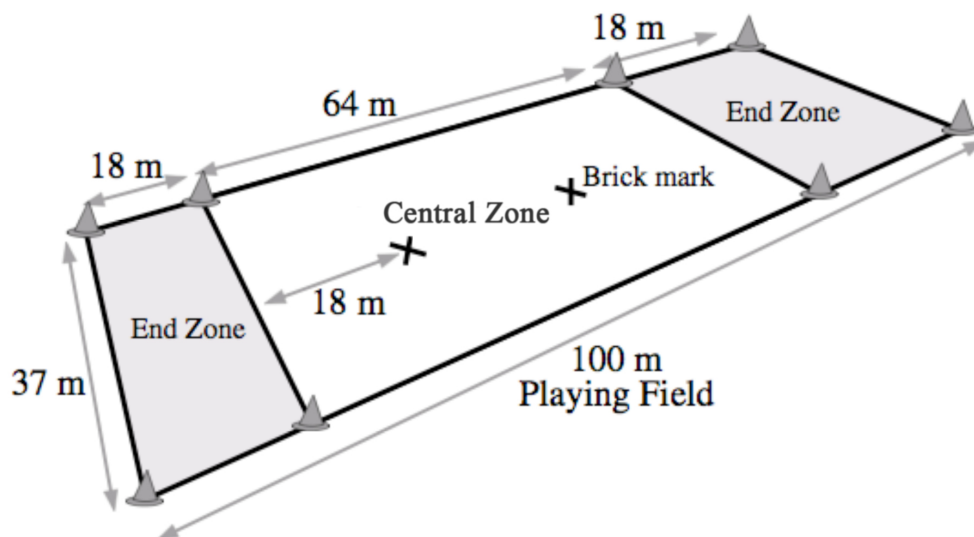 18 m
64 m
End Zone
18 m
Brick mark
Central Zone
18 m
End Zone
100 m
37 m
Playing Field